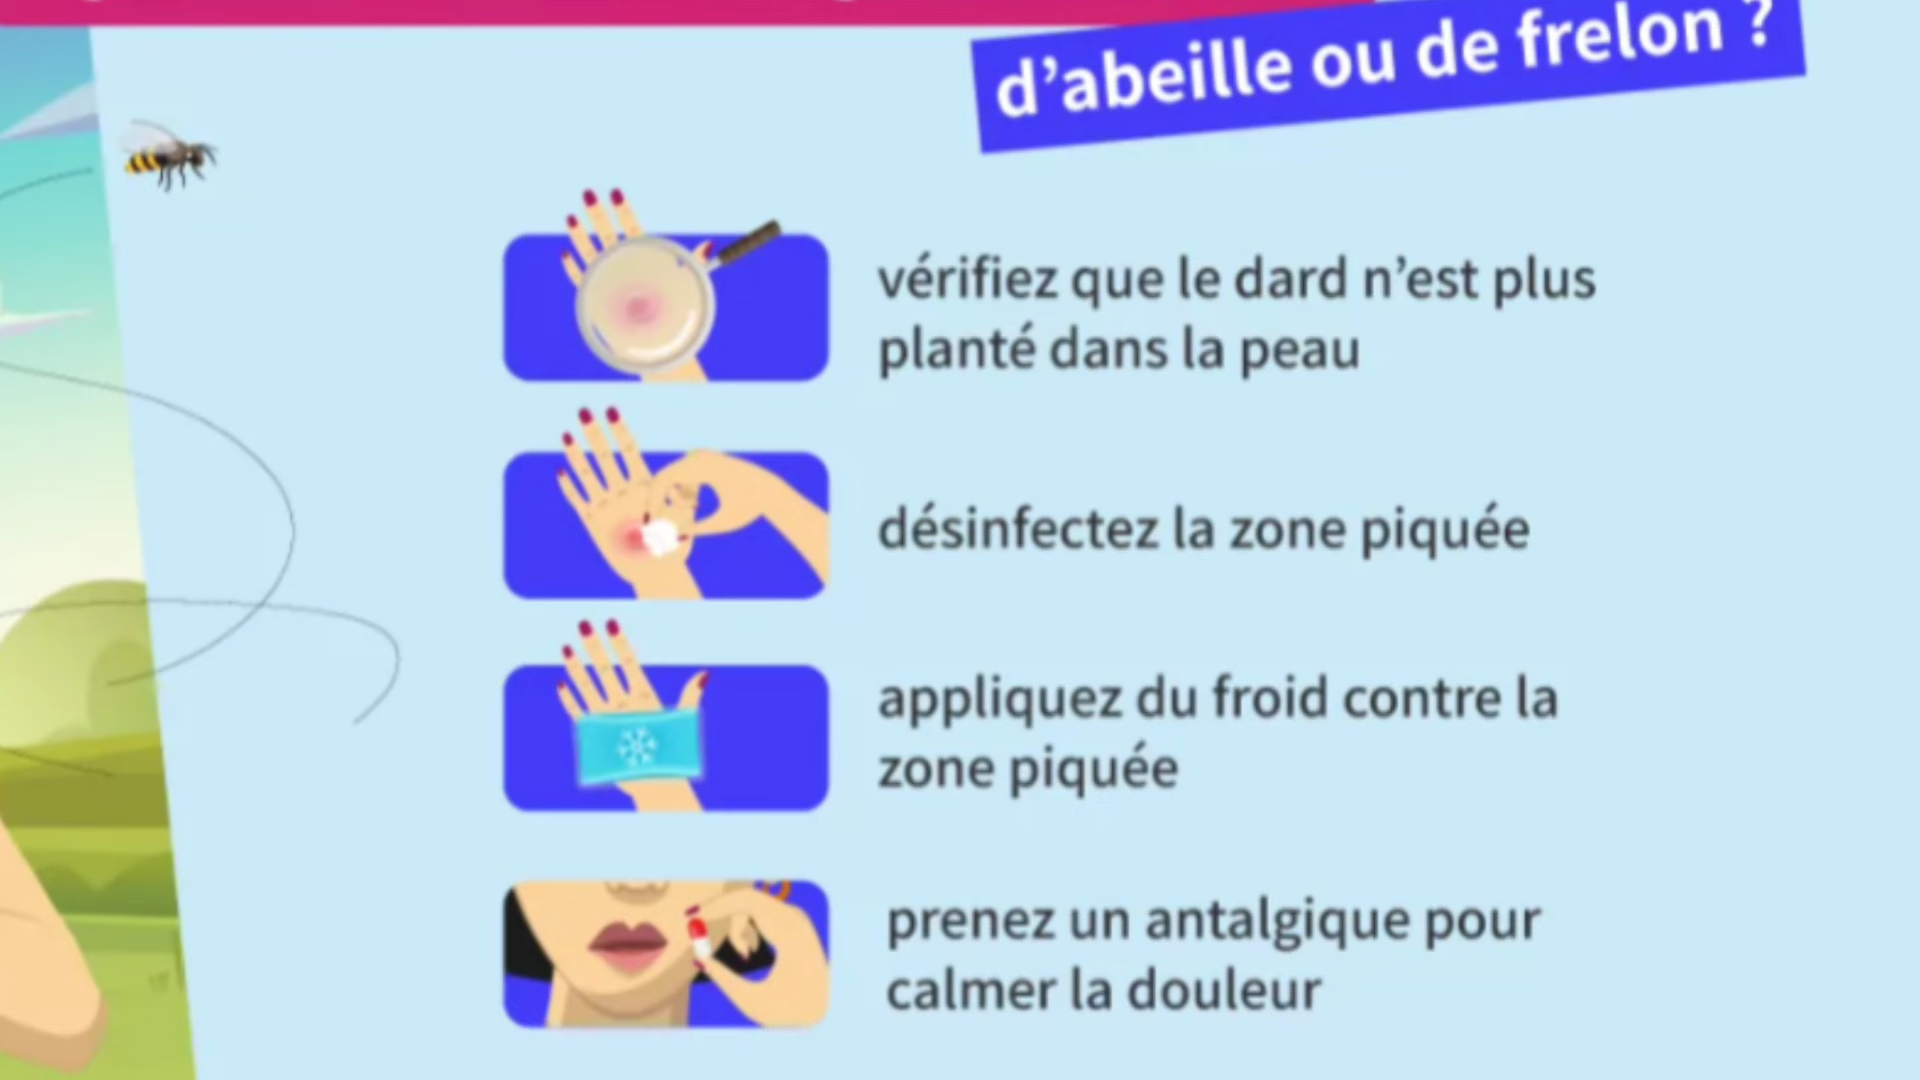 d’abeille ou de frelon ?
vérifiez que le dard n’est plus
planté dans la peau
désinfectez la zone piquée
appliquez du froid contre la
zone piquée
prenez un antalgique pour
calmer la douleur